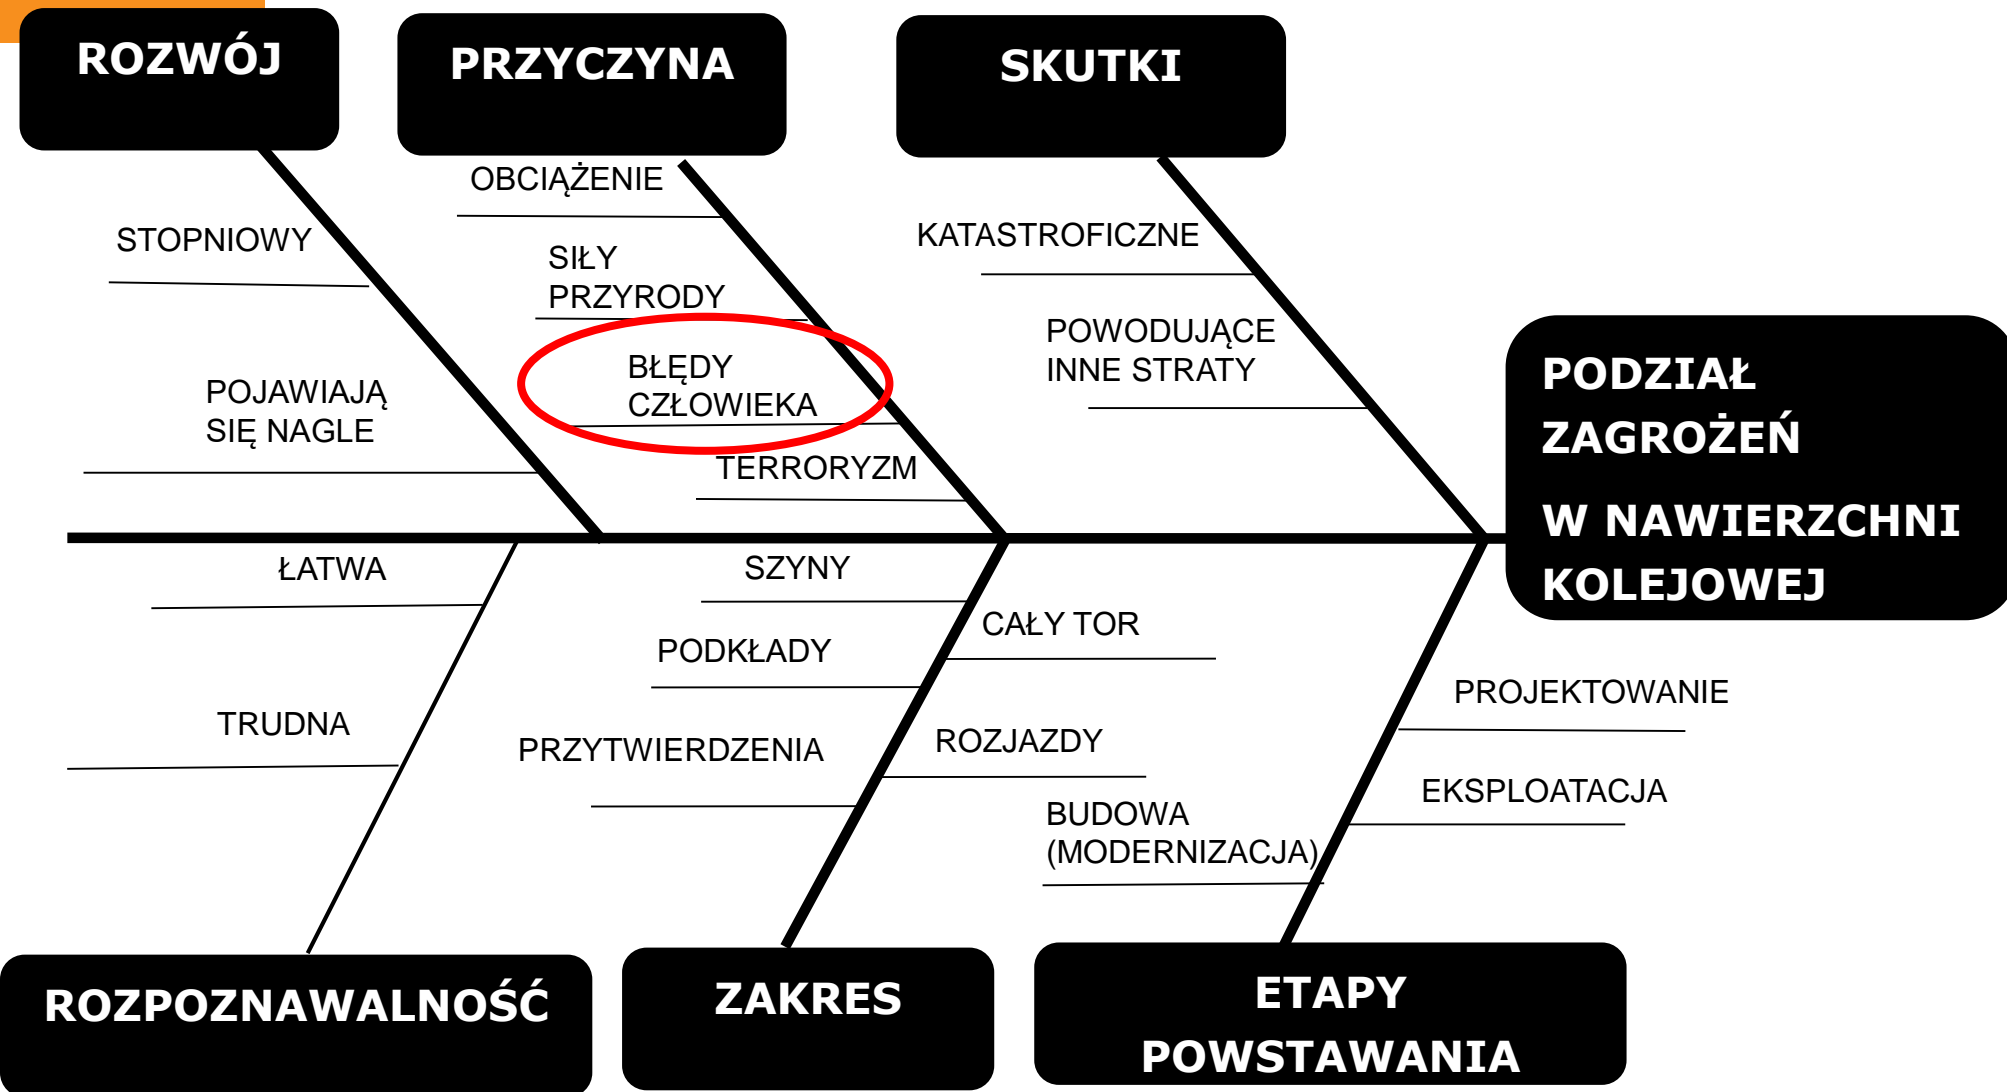 ROZWÓJ
PRZYCZYNA
SKUTKI
OBCIĄŻENIE
STOPNIOWY
KATASTROFICZNE
SIŁY
PRZYRODY
POWODUJĄCE
INNE STRATY
BŁĘDY
CZŁOWIEKA
POJAWIAJĄ
SIĘ NAGLE
TERRORYZM
PODZIAŁ
ZAGROŻEŃ
W NAWIERZCHNI
KOLEJOWEJ
ŁATWA
SZYNY
CAŁY TOR
PODKŁADY
PROJEKTOWANIE
TRUDNA
PRZYTWIERDZENIA
ROZJAZDY
EKSPLOATACJA
BUDOWA
(MODERNIZACJA)
ROZPOZNAWALNOŚĆ
ZAKRES
ETAPY
POWSTAWANIA